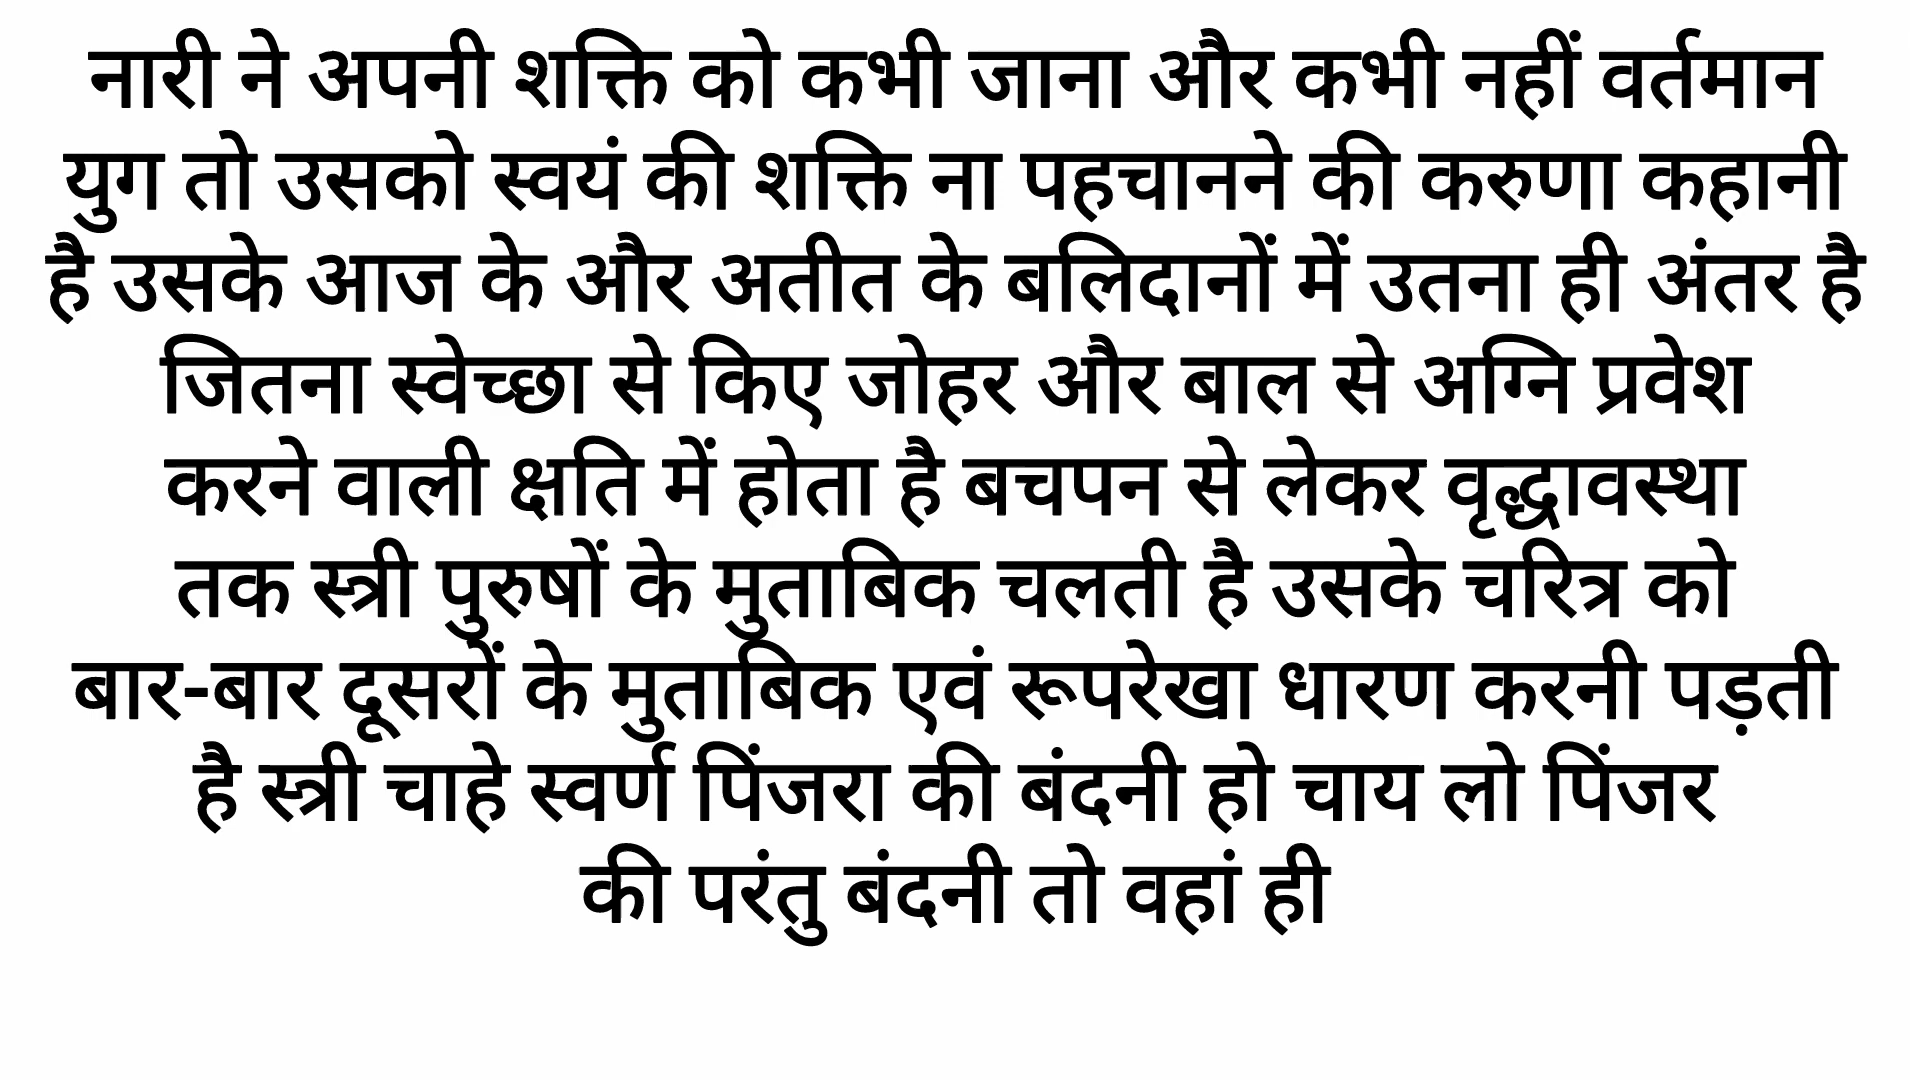 नारी ने अपनी शक्ति को कभी जाना और कभी नहीं वर्तमान
युग तो उसको स्वयं की शक्ति ना पहचानने की करुणा कहानी
है उसके आज के और अतीत के बलिदानों में उतना ही अंतर है
जितना स्वेच्छा से किए जोहर और बाल से अग्नि प्रवेश
करने वाली क्षति में होता है बचपन से लेकर वृद्धावस्था
तक स्त्री पुरुषों के मुताबिक चलती है उसके चरित्र को
बार-बार दूसरों के मुताबिक एवं रूपरेखा धारण करनी पड़ती
है स्त्री चाहे स्वर्ण पिंजरा की बंदनी हो चाय लो पिंजर
की परंतु बंदनी तो वहां ही